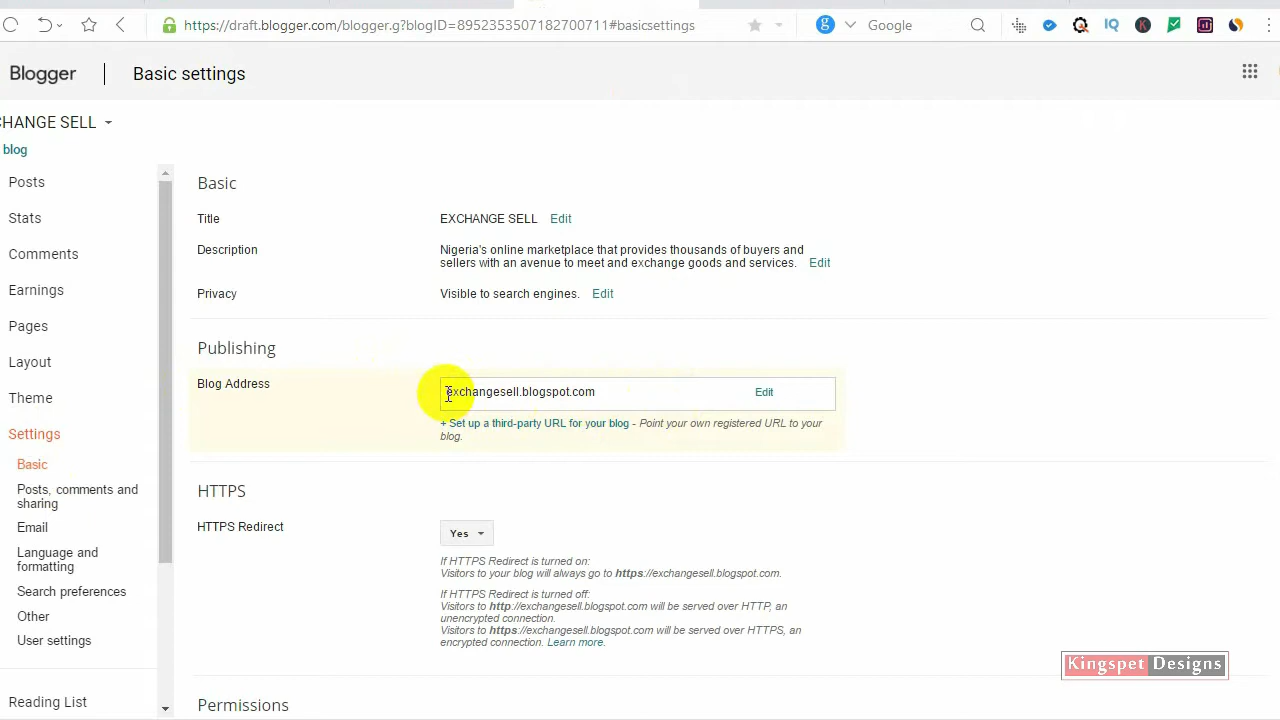 https://draft.blogger.com/blogger.g?blogID=8952353507182700711#basicsettings
Google
IQ
K
Blogger
Basic settings
CHANGE SELL
blog
Posts
Stats
Comments
Earnings
Pages
Layout
Theme
Settings
Basic
Posts, comments and
sharing
Email
Language and
formatting
Search preferences
Other
User settings
Reading List
Basic
Title
EXCHANGE SELL Edit
Description
Nigeria's online marketplace that provides thousands of buyers and
sellers with an avenue to meet and exchange goods and services. Edit
Privacy
Visible to search engines. Edit
Publishing
Blog Address
exchangesell.blogspot.com Edit
+ Set up a third-party URL for your blog - Point your own registered URL to your
blog.
HTTPS
HTTPS Redirect
Yes
If HTTPS Redirect is turned on:
Visitors to your blog will always go to https://exchangesell.blogspot.com.
If HTTPS Redirect is turned off:
Visitors to http://exchangesell.blogspot.com will be served over HTTP, an
unencrypted connection.
Visitors to https://exchangesell.blogspot.com will be served over HTTPS, an
encrypted connection. Learn more.
Kingspet Designs
Permissions